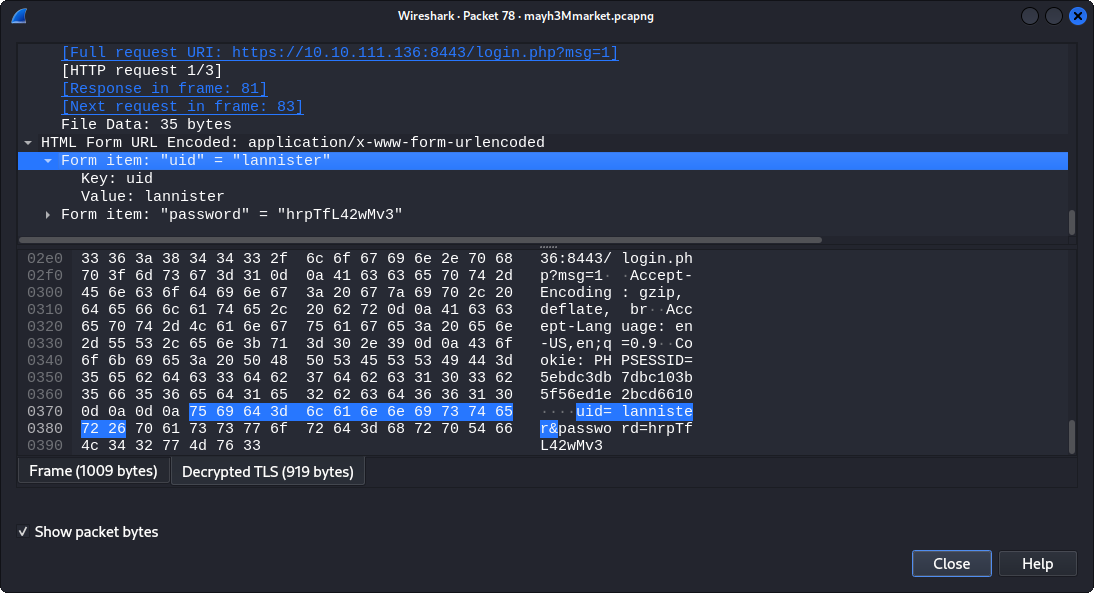 Wireshark · Packet 78 · mayh3Mmarket.pcapng
[Full request URI: https://10.10.111.136:8443/login.php?msg=1]
[HTTP request 1/3]
[Response in frame: 81]
[Next request in frame: 83]
File Data: 35 bytes
HTML Form URL Encoded: application/x-www-form-urlencoded
Form item: "uid" = "lannister"
Key: uid
Value: lannister
Form item: "password" = "hrpTfL42wMv3"
02e0 33 36 3a 38 34 34 33 2f 6c 6f 67 69 6e 2e 70 68 36:8443/ login.ph
02f0 70 3f 6d 73 67 3d 31 0d 0a 41 63 63 65 70 74 2d p?msg=1· ·Accept-
0300 45 6e 63 6f 64 69 6e 67 3a 20 67 7a 69 70 2c 20 Encoding : gzip,
0310 64 65 66 6c 61 74 65 2c 20 62 72 0d 0a 41 63 63 deflate, br··Acc
0320 65 70 74 2d 4c 61 6e 67 75 61 67 65 3a 20 65 6e ept-Lang uage: en
0330 2d 55 53 2c 65 6e 3b 71 3d 30 2e 39 0d 0a 43 6f -US,en;q =0.9··Co
0340 6f 6b 69 65 3a 20 50 48 50 53 45 53 53 49 44 3d okie: PH PSESSID=
0350 35 65 62 64 63 33 64 62 37 64 62 63 31 30 33 62 5ebdc3db 7dbc103b
0360 35 66 35 36 65 64 31 65 32 62 63 64 36 36 31 30 5f56ed1e 2bcd6610
0370 0d 0a 0d 0a 75 69 64 3d 6c 61 6e 6e 69 73 74 65 ····uid= lanniste
0380 72 26 70 61 73 73 77 6f 72 64 3d 68 72 70 54 66 r&passwo rd=hrpTf
0390 4c 34 32 77 4d 76 33 L42wMv3
Frame (1009 bytes) Decrypted TLS (919 bytes)
Show packet bytes
Close Help